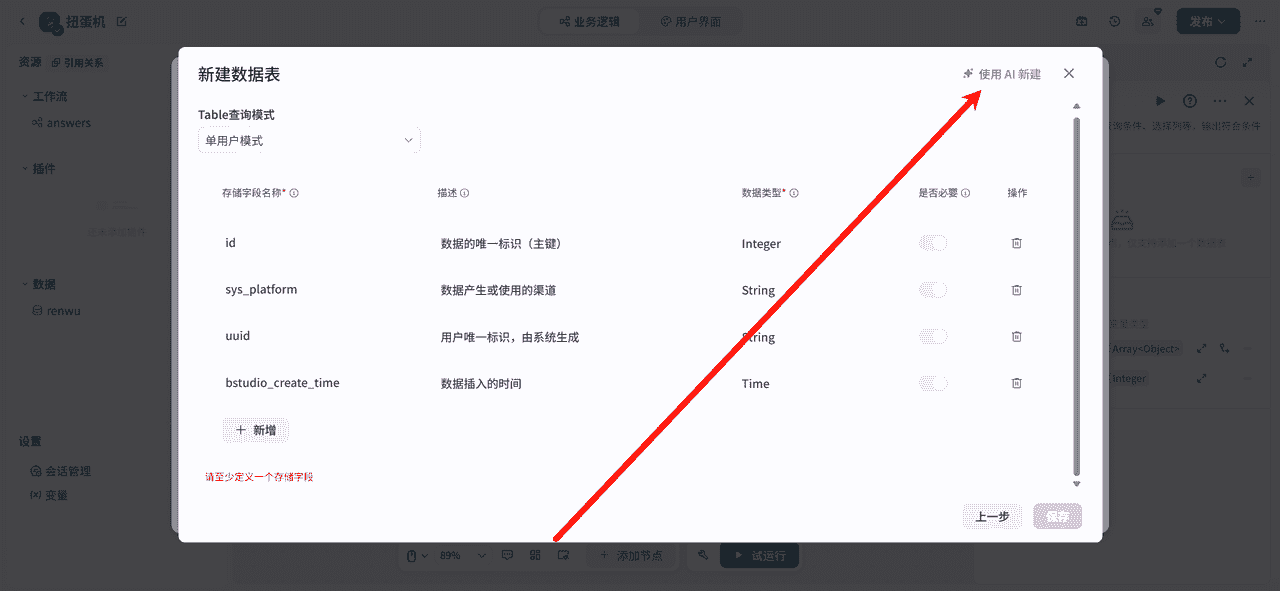 扭蛋机
业务逻辑
用户界面
发布
资源
引用关系
工作流
answers
插件
数据
renwu
设置
会话管理
(x) 变量
新建数据表
使用 AI 新建
Table查询模式
单用户模式
存储字段名称* 描述 数据类型* 是否必要 操作
id 数据的唯一标识（主键） Integer
sys_platform 数据产生或使用的渠道 String
uuid 用户唯一标识，由系统生成 String
bstudio_create_time 数据插入的时间 Time
+ 新增
请至少定义一个存储字段
上一步
保存
Array<Object>
Integer
89%
+ 添加节点
试运行